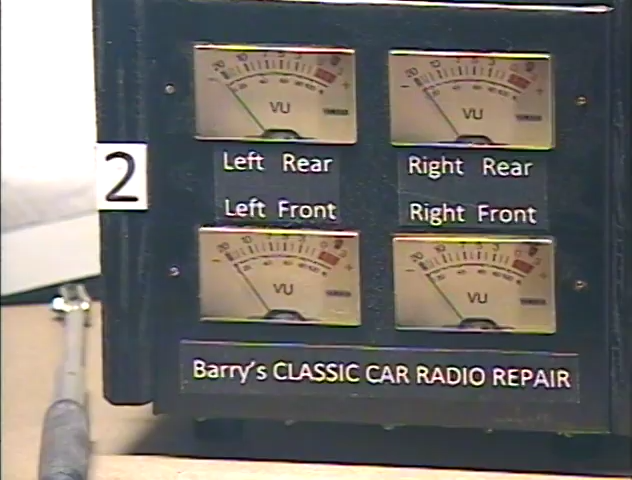 VU
VU
2
Left Rear
Right Rear
Left Front
Right Front
VU
VU
Barry's CLASSIC CAR RADIO REPAIR